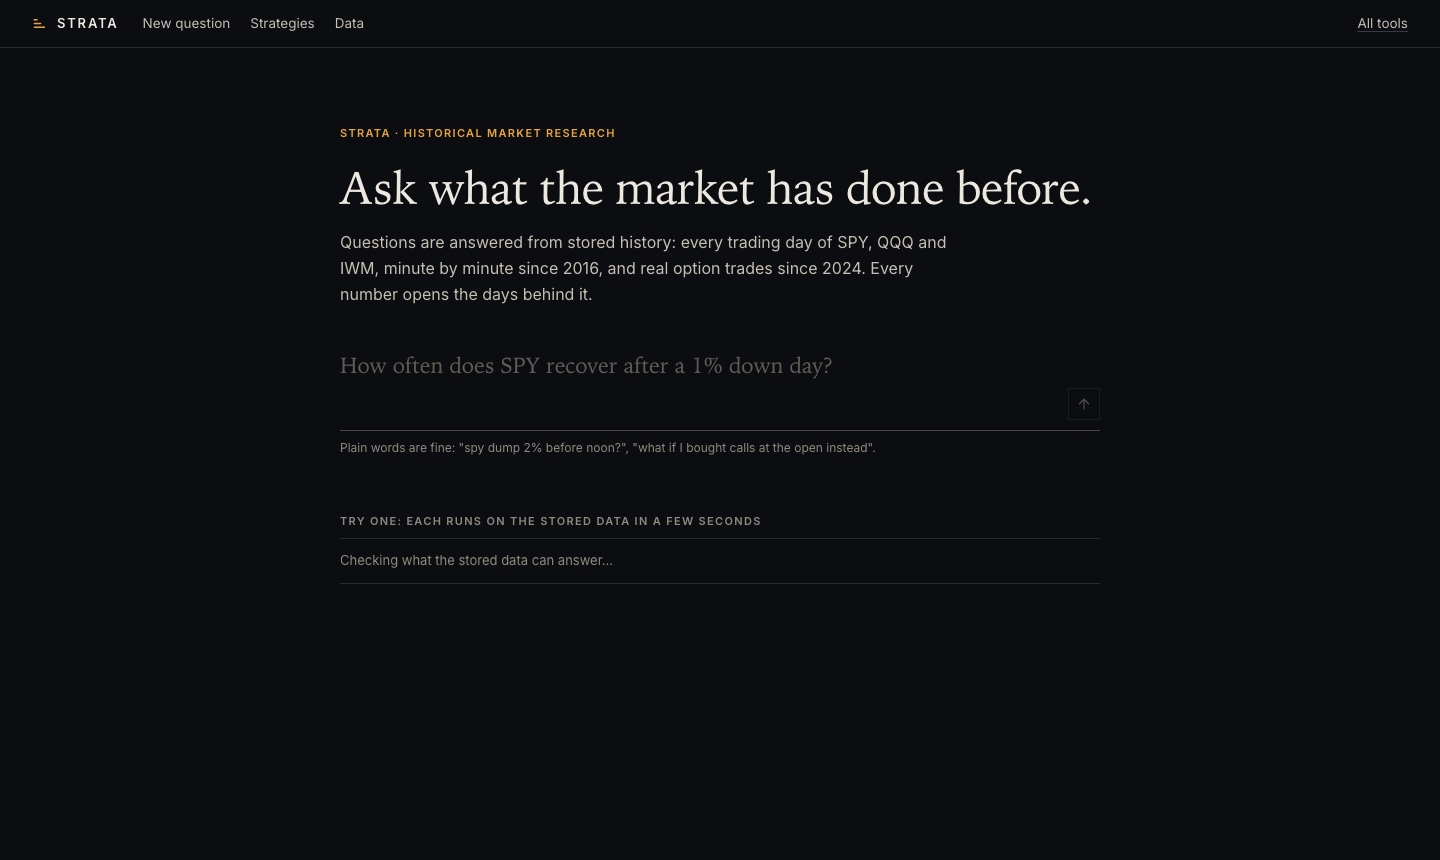 STRATA
New question
Strategies
Data
All tools
STRATA · HISTORICAL MARKET RESEARCH
Ask what the market has done before.
Questions are answered from stored history: every trading day of SPY, QQQ and
IWM, minute by minute since 2016, and real option trades since 2024. Every
number opens the days behind it.
How often does SPY recover after a 1% down day?
Plain words are fine: "spy dump 2% before noon?", "what if I bought calls at the open instead".
TRY ONE: EACH RUNS ON THE STORED DATA IN A FEW SECONDS
Checking what the stored data can answer...